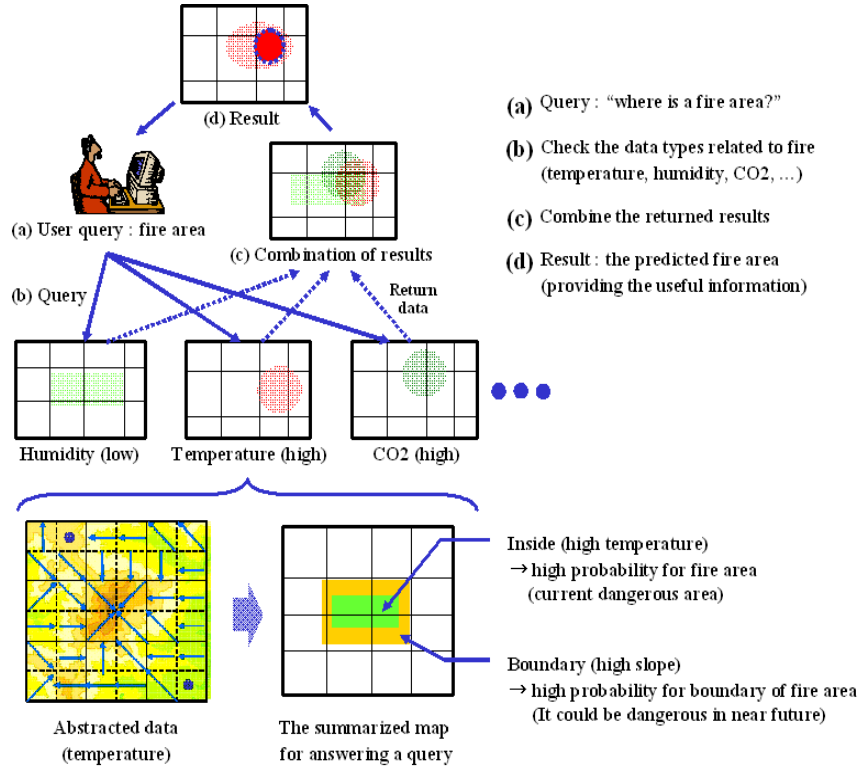 (d) Result
(a) User query : fire area
(c) Combination of results
(b) Query
Return
data
Humidity (low)
Temperature (high)
CO2 (high)
(a) Query : “where is a fire area?”
(b) Check the data types related to fire
(temperature, humidity, CO2, …)
(c) Combine the returned results
(d) Result : the predicted fire area
(providing the useful information)
Abstracted data
(temperature)
The summarized map
for answering a query
Inside (high temperature)
→ high probability for fire area
(current dangerous area)
Boundary (high slope)
→ high probability for boundary of fire area
(It could be dangerous in near future)